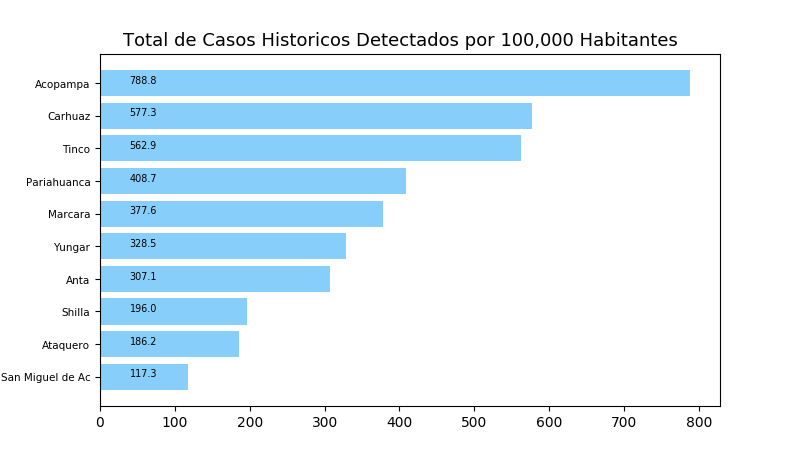 Total de Casos Historicos Detectados por 100,000 Habitantes
Acopampa 788.8
Carhuaz 577.3
Tinco 562.9
Pariahuanca 408.7
Marcara 377.6
Yungar 328.5
Anta 307.1
Shilla 196.0
Ataquero 186.2
San Miguel de Ac 117.3
0 100 200 300 400 500 600 700 800